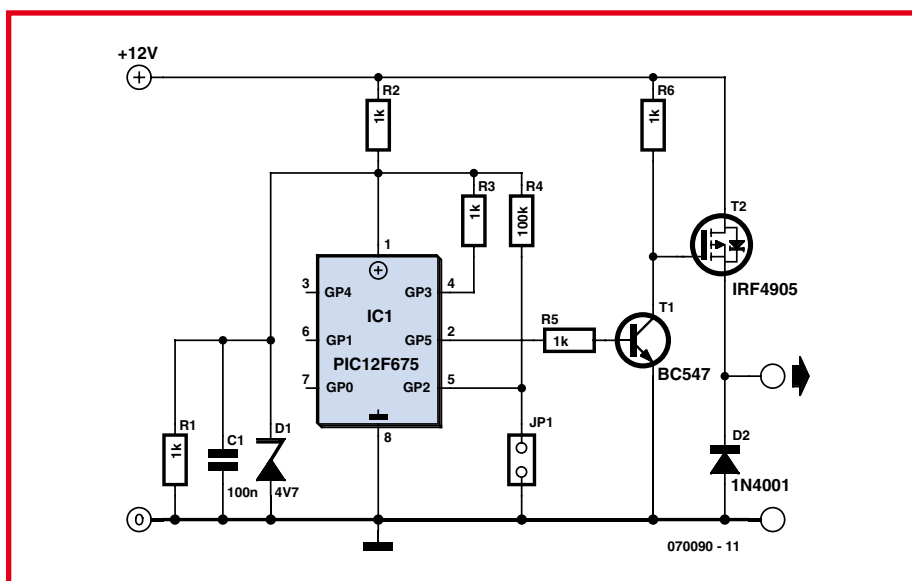 +12V
R2
1k
R6
1k
R3
1k
R4
100k
T2
IRF4905
1
3
GP4
GP3
4
IC1
6
GP1
GP5
2
PIC12F675
7
GP0
GP2
5
8
R5
1k
T1
BC547
R1
1k
C1
100n
D1
4V7
JP1
D2
1N4001
0
070090 - 11